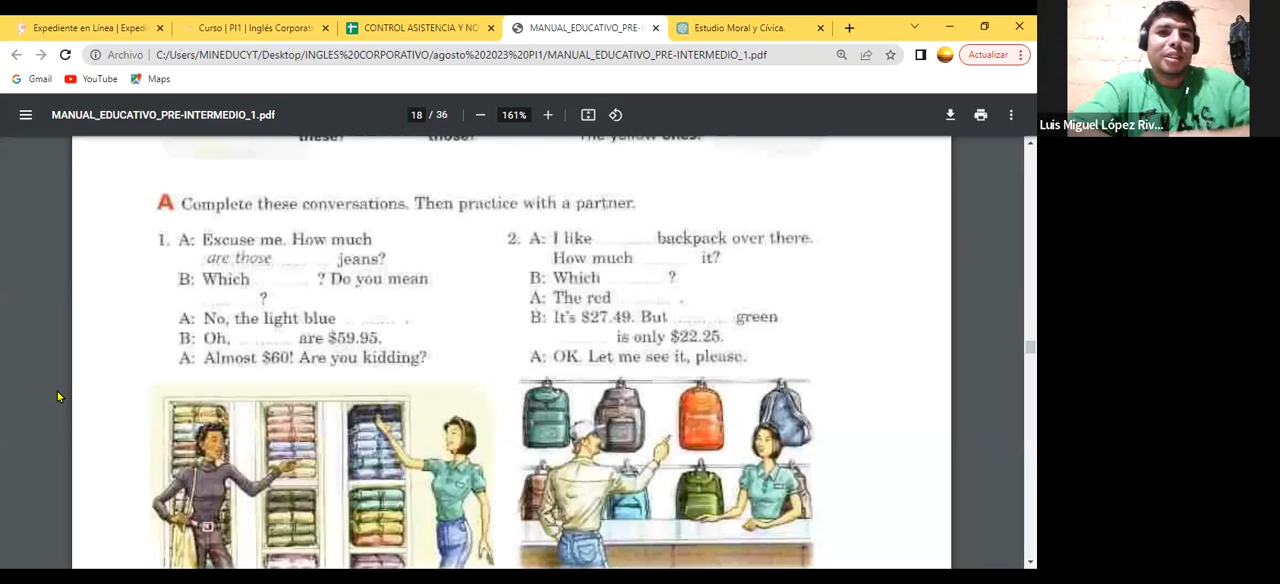 Expediente en Línea | Expedi
Curso | PI1 | Inglés Corporat
CONTROL ASISTENCIA Y NO
MANUAL_EDUCATIVO_PRE-I
Estudio Moral y Cívica.
Archivo C:/Users/MINEDUCYT/Desktop/INGLES%20CORPORATIVO/agosto%202023%20PI1/MANUAL_EDUCATIVO_PRE-INTERMEDIO_1.pdf
Actualizar
Gmail YouTube Maps
MANUAL_EDUCATIVO_PRE-INTERMEDIO_1.pdf
18 / 36
161%
Luis Miguel López Riv...
these? those? The yellow ones.
A Complete these conversations. Then practice with a partner.
1. A: Excuse me. How much
are those jeans?
B: Which ? Do you mean
?
A: No, the light blue .
B: Oh, are $59.95.
A: Almost $60! Are you kidding?
2. A: I like backpack over there.
How much it?
B: Which ?
A: The red .
B: It's $27.49. But green
is only $22.25.
A: OK. Let me see it, please.